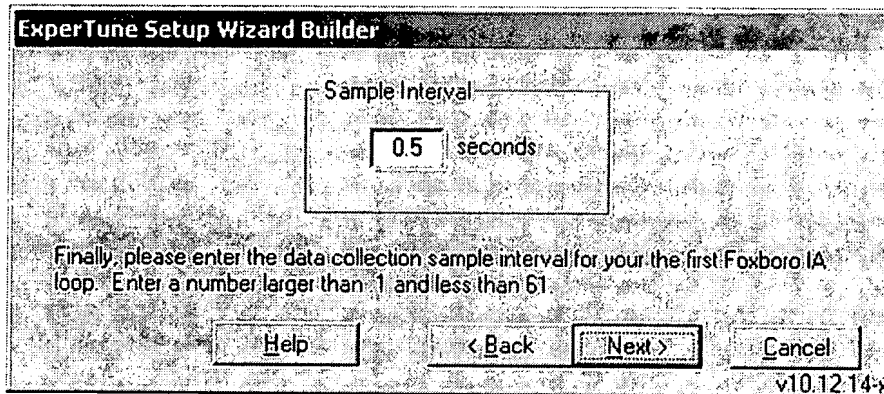 ExperTune Setup Wizard Builder
Sample Interval
0.5 seconds
Finally, please enter the data collection sample interval for your the first Foxboro IA
loop. Enter a number larger than .1 and less than 61.
Help
< Back
Next >
Cancel
v10.12.14-x